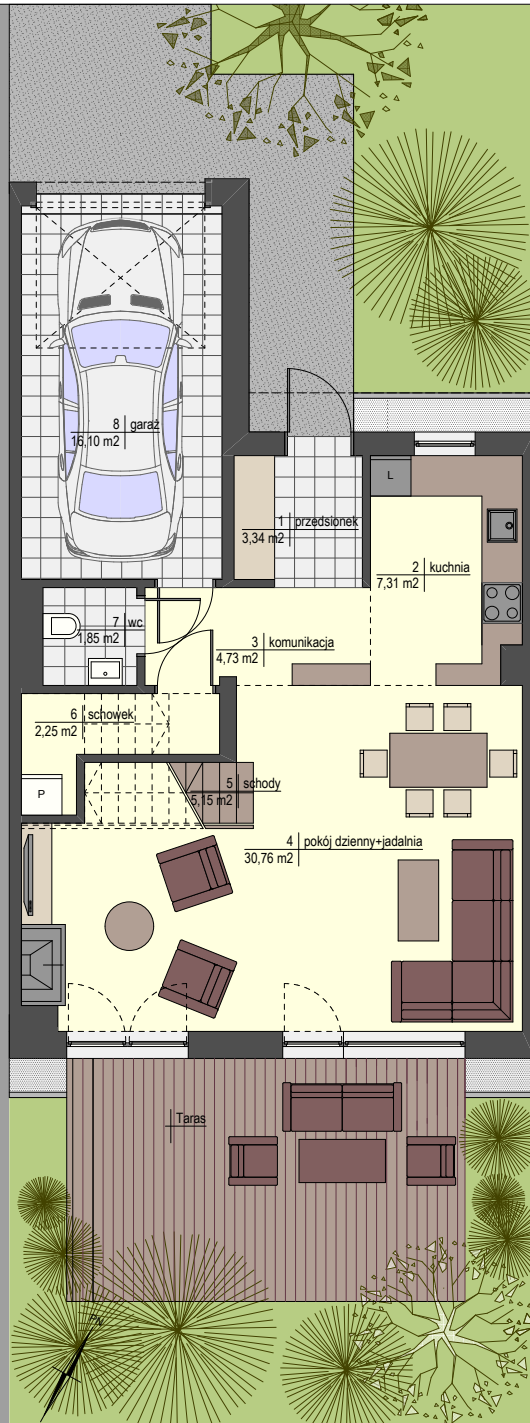 8 garaż
16,10 m2
L
1 przedsionek
3,34 m2
2 kuchnia
7,31 m2
7 wc
1,85 m2
3 komunikacja
4,73 m2
6 schowek
2,25 m2
P
5 schody
5,15 m2
4 pokój dzienny+jadalnia
30,76 m2
Taras
PN